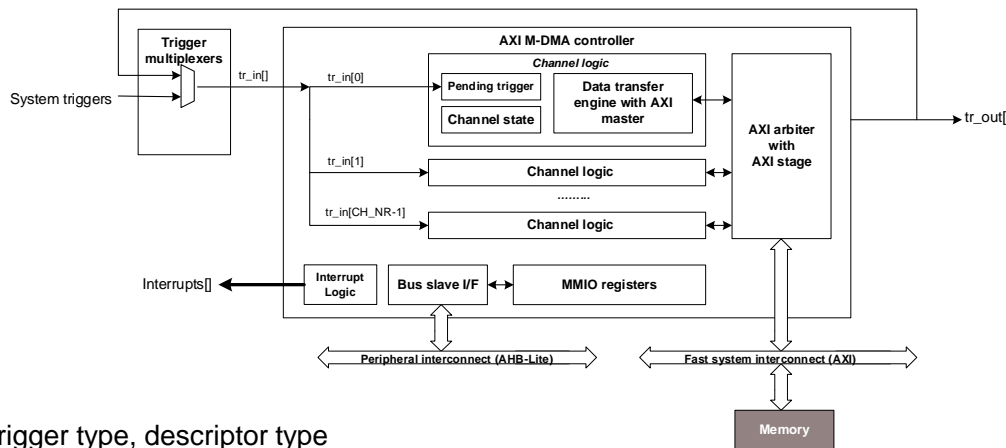 AXI M-DMA controller
Trigger
multiplexers
Channel logic
tr_in[]
tr_in[0]
Pending trigger
Data transfer
engine with AXI
master
System triggers
Channel state
AXI arbiter
with
AXI stage
tr_out[
tr_in[1]
Channel logic
.........
tr_in[CH_NR-1]
Channel logic
Interrupts[]
Interrupt
Logic
Bus slave I/F
MMIO registers
Peripheral interconnect (AHB-Lite)
Fast system interconnect (AXI)
Memory
rigger type, descriptor type